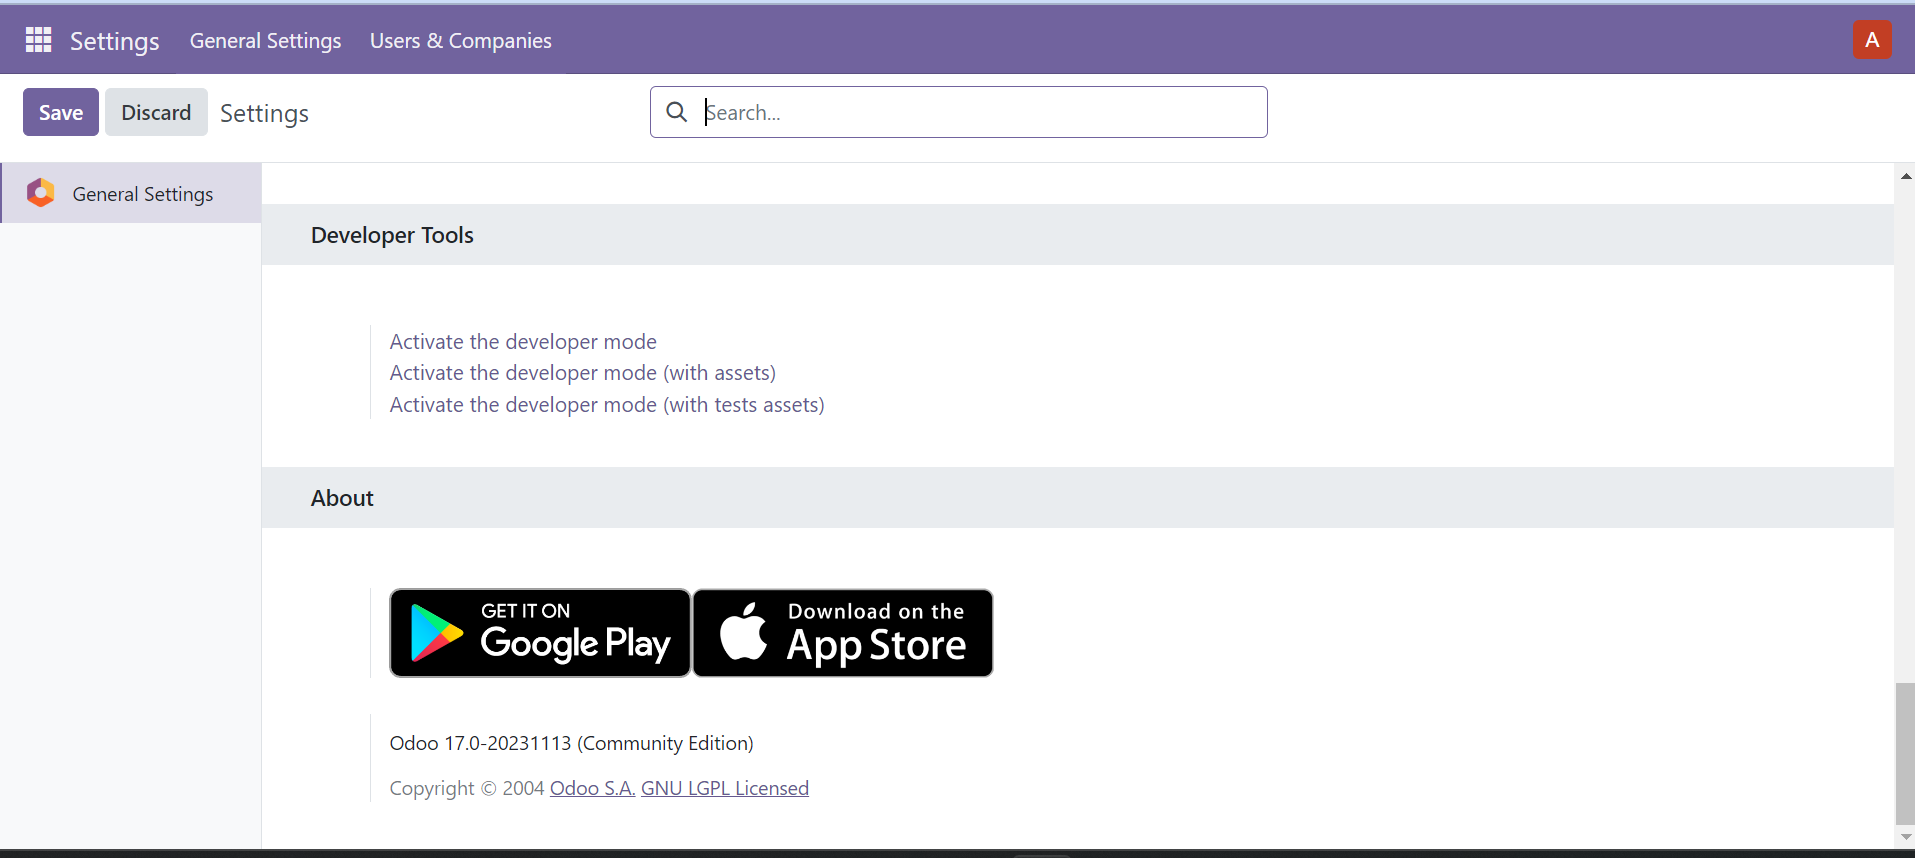 Settings General Settings Users & Companies A
Save Discard Settings Search...
General Settings
Developer Tools
Activate the developer mode
Activate the developer mode (with assets)
Activate the developer mode (with tests assets)
About
GET IT ON
Google Play
Download on the
App Store
Odoo 17.0-20231113 (Community Edition)
Copyright © 2004 Odoo S.A. GNU LGPL Licensed